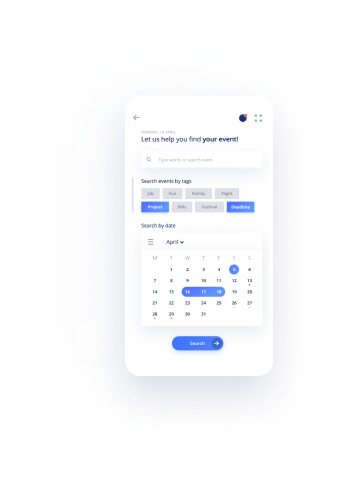 MONDAY, 14 APRIL
Let us help you find your event!
Type words to search event
Search events by tags
Job Fun Family Flight
Project Bills Festival Deadline
Search by date
April
M T W T F S S
1 2 3 4 5 6
7 8 9 10 11 12 13
14 15 16 17 18 19 20
21 22 23 24 25 26 27
28 29 30 31
Search